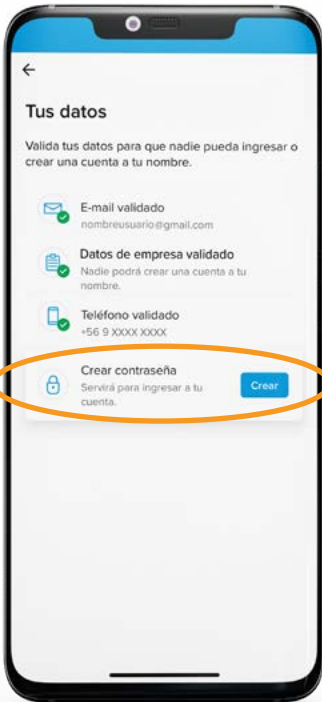 Tus datos
Valida tus datos para que nadie pueda ingresar o
crear una cuenta a tu nombre.
E-mail validado
nombreusuario@gmail.com
Datos de empresa validado
Nadie podrá crear una cuenta a tu
nombre.
Teléfono validado
+56 9 XXXX XXXX
Crear contraseña
Servirá para ingresar a tu
cuenta.
Crear